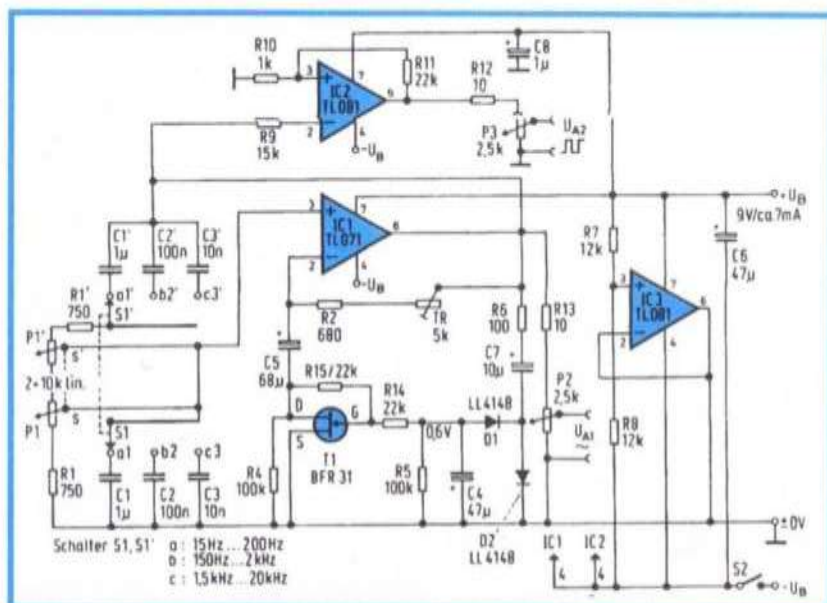 R10
1k
3
+
7
IC2
TL081
6
2
−
4
−UB
R9
15k
R11
22k
C8
+
1µ
R12
10
P3
2,5k
UA2
C1'
1µ
C2'
100n
C3'
10n
a1'
b2'
c3'
S1'
R1'
750
P1'
s'
2×10k lin.
P1
s
S1
a1
b2
c3
R1
750
C1
1µ
C2
100n
C3
10n
3
+
7
IC1
TL071
6
2
−
4
−UB
R2
680
TR
5k
+
C5
68µ
R15/22k
D
G
S
T1
BFR 31
R14
22k
R4
100k
R5
100k
0,6V
+
C4
47µ
LL4148
D1
D2
LL4148
R6
100
R13
10
C7
+
10µ
P2
2,5k
UA1
~
R7
12k
R8
12k
3
+
7
IC3
TL081
6
2
−
4
+
C6
47µ
+UB
9V/ca.7mA
±0V
IC1
4
IC2
4
S2
−UB
Schalter S1,S1' a : 15Hz...200Hz
b : 150Hz...2kHz
c : 1,5kHz...20kHz